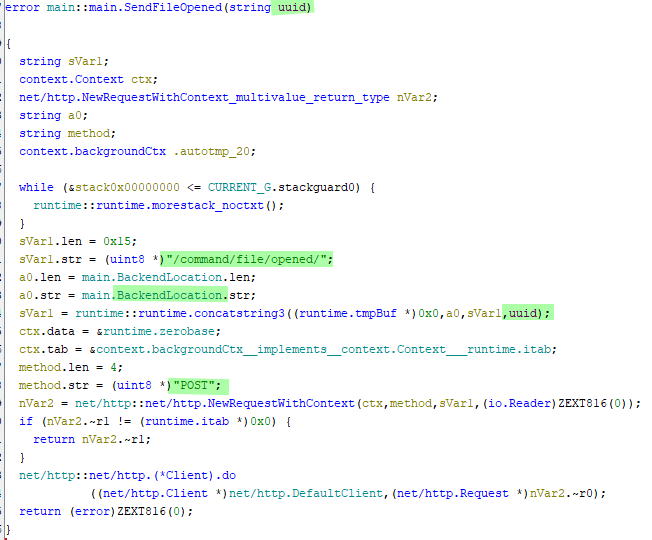 error main::main.SendFileOpened(string uuid)
{
string sVar1;
context.Context ctx;
net/http.NewRequestWithContext_multivalue_return_type nVar2;
string a0;
string method;
context.backgroundCtx .autotmp_20;
while (&stack0x00000000 <= CURRENT_G.stackguard0) {
runtime::runtime.morestack_noctxt();
}
sVar1.len = 0x15;
sVar1.str = (uint8 *)"/command/file/opened/";
a0.len = main.BackendLocation.len;
a0.str = main.BackendLocation.str;
sVar1 = runtime::runtime.concatstring3((runtime.tmpBuf *)0x0,a0,sVar1,uuid);
ctx.data = &runtime.zerobase;
ctx.tab = &context.backgroundCtx__implements__context.Context___runtime.itab;
method.len = 4;
method.str = (uint8 *)"POST";
nVar2 = net/http::net/http.NewRequestWithContext(ctx,method,sVar1,(io.Reader)ZEXT816(0));
if (nVar2.~r1 != (runtime.itab *)0x0) {
return nVar2.~r1;
}
net/http::net/http.(*Client).do
((net/http.Client *)net/http.DefaultClient,(net/http.Request *)nVar2.~r0);
return (error)ZEXT816(0);
}